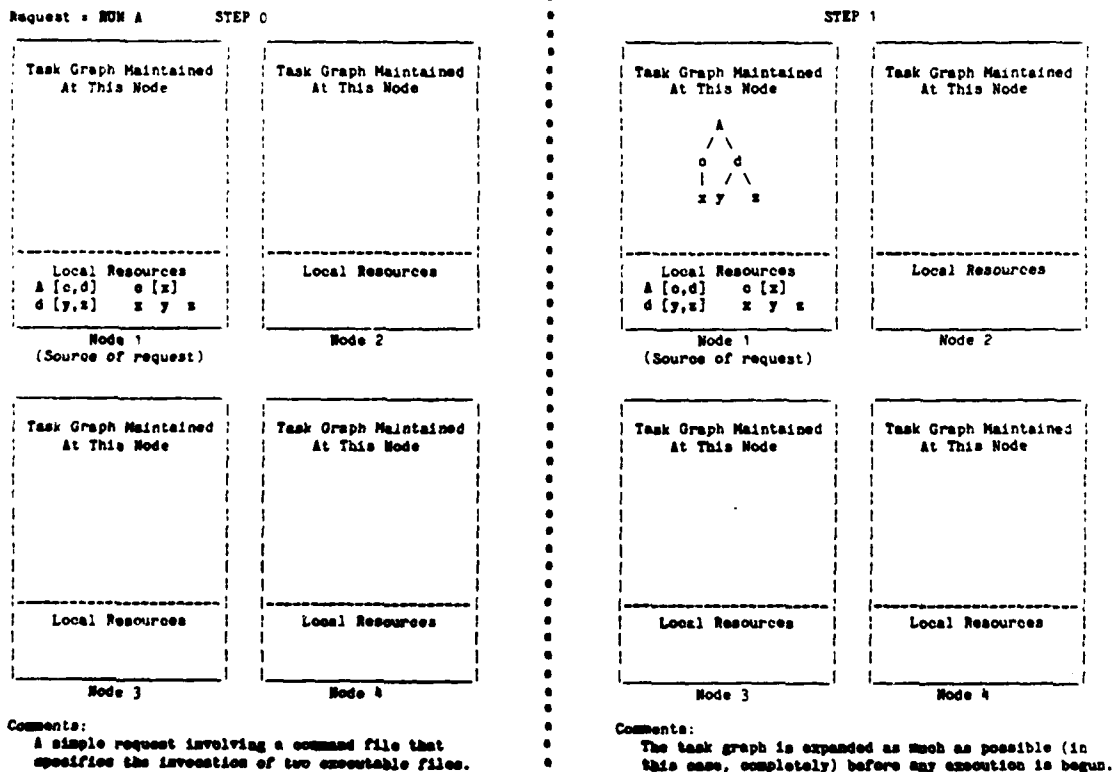 Request = RUN A STEP 0
Task Graph Maintained
At This Node
Local Resources
A [c,d] c [x]
d [y,z] x y z
Node 1
(Source of request)
Task Graph Maintained
At This Node
Local Resources
Node 2
Task Graph Maintained
At This Node
Local Resources
Node 3
Task Graph Maintained
At This Node
Local Resources
Node 4
Comments:
A simple request involving a command file that
specifies the invocation of two executable files.
STEP 1
Task Graph Maintained
At This Node
A
c d
x y z
Local Resources
A [c,d] c [x]
d [y,z] x y z
Node 1
(Source of request)
Task Graph Maintained
At This Node
Local Resources
Node 2
Task Graph Maintained
At This Node
Local Resources
Node 3
Task Graph Maintained
At This Node
Local Resources
Node 4
Comments:
The task graph is expanded as much as possible (in
this case, completely) before any execution is begun.